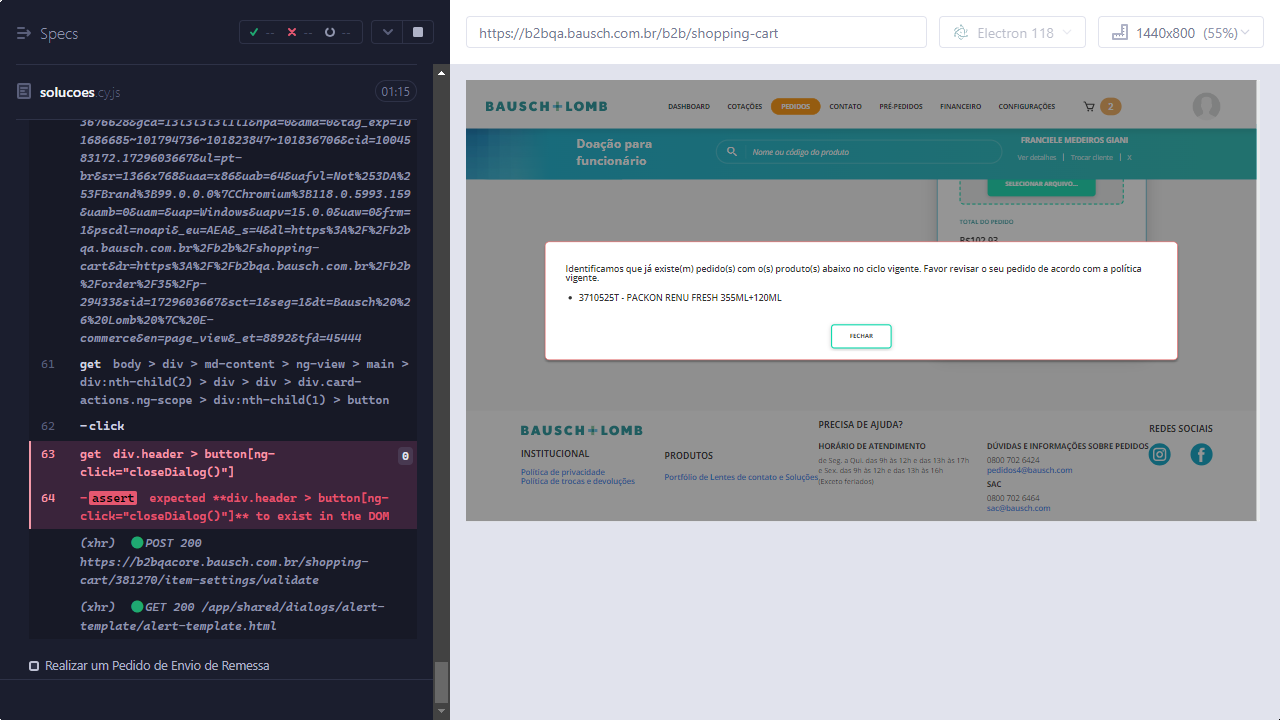 Specs
-- -- --
solucoes cy.js
01:15
1686685~101794736~101823847~101836706&cid=1004
583172.1729603667&ul=pt-
br&sr=1366x768&uaa=x86&uab=64&uafvl=Not%253DA%
253FBrand%3B99.0.0.0%7CChromium%3B118.0.5993.159
&uamb=0&uam=&uap=Windows&uapv=15.0.0&uaw=0&frm=
1&pscdl=noapi&_eu=AEA&_s=4&dl=https%3A%2F%2Fb2b
qa.bausch.com.br%2Fb2b%2Fshopping-
cart&dr=https%3A%2F%2Fb2bqa.bausch.com.br%2Fb2b
%2Forder%2F35%2Fp-
29433&sid=1729603667&sct=1&seg=1&dt=Bausch%20%2
6%20Lomb%20%7C%20E-
commerce&en=page_view&_et=8892&tfd=45444
61 get body > div > md-content > ng-view > main >
div:nth-child(2) > div > div > div.card-
actions.ng-scope > div:nth-child(1) > button
62 -click
63 get div.header > button[ng-
click="closeDialog()"]
0
64 -assert expected **div.header > button[ng-
click="closeDialog()"]** to exist in the DOM
(xhr) POST 200
https://b2bqacore.bausch.com.br/shopping-
cart/381270/item-settings/validate
(xhr) GET 200 /app/shared/dialogs/alert-
template/alert-template.html
Realizar um Pedido de Envio de Remessa
https://b2bqa.bausch.com.br/b2b/shopping-cart
Electron 118
1440x800 (55%)
BAUSCH+LOMB
DASHBOARD COTAÇÕES PEDIDOS CONTATO PRÉ-PEDIDOS FINANCEIRO CONFIGURAÇÕES 2
Doação para
funcionário
Nome ou código do produto
FRANCIELE MEDEIROS GIANI
Ver detalhes | Trocar cliente | X
SELECIONAR ARQUIVO...
TOTAL DO PEDIDO
R$102,93
Identificamos que já existe(m) pedido(s) com o(s) produto(s) abaixo no ciclo vigente. Favor revisar o seu pedido de acordo com a política
vigente.
• 3710525T - PACKON RENU FRESH 355ML+120ML
FECHAR
BAUSCH+LOMB
INSTITUCIONAL
Política de privacidade
Política de trocas e devoluções
PRODUTOS
Portfólio de Lentes de contato e Soluções
PRECISA DE AJUDA?
HORÁRIO DE ATENDIMENTO
de Seg. a Qui. das 9h às 12h e das 13h às 17h
e Sex. das 9h às 12h e das 13h às 16h
(Exceto feriados)
DÚVIDAS E INFORMAÇÕES SOBRE PEDIDOS
0800 702 6424
pedidos4@bausch.com
SAC
0800 702 6464
sac@bausch.com
REDES SOCIAIS